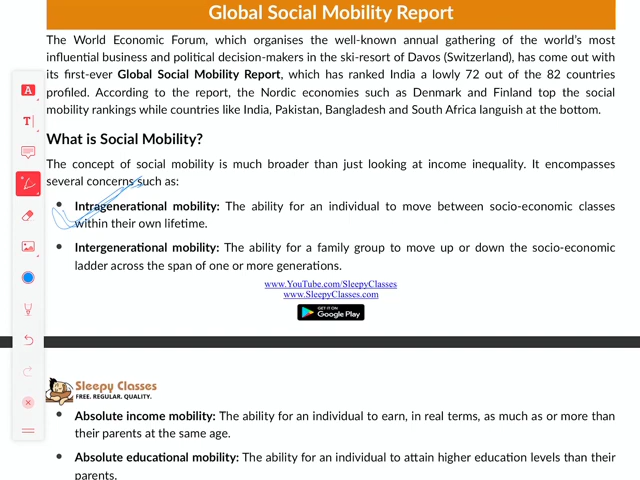 Global Social Mobility Report
The World Economic Forum, which organises the well-known annual gathering of the world's most
influential business and political decision-makers in the ski-resort of Davos (Switzerland), has come out with
its first-ever Global Social Mobility Report, which has ranked India a lowly 72 out of the 82 countries
profiled. According to the report, the Nordic economies such as Denmark and Finland top the social
mobility rankings while countries like India, Pakistan, Bangladesh and South Africa languish at the bottom.
What is Social Mobility?
The concept of social mobility is much broader than just looking at income inequality. It encompasses
several concerns such as:
• Intragenerational mobility: The ability for an individual to move between socio-economic classes
within their own lifetime.
• Intergenerational mobility: The ability for a family group to move up or down the socio-economic
ladder across the span of one or more generations.
www.YouTube.com/SleepyClasses
www.SleepyClasses.com
GET IT ON
Google Play
Sleepy Classes
FREE. REGULAR. QUALITY.
• Absolute income mobility: The ability for an individual to earn, in real terms, as much as or more than
their parents at the same age.
• Absolute educational mobility: The ability for an individual to attain higher education levels than their
parents.
A
T